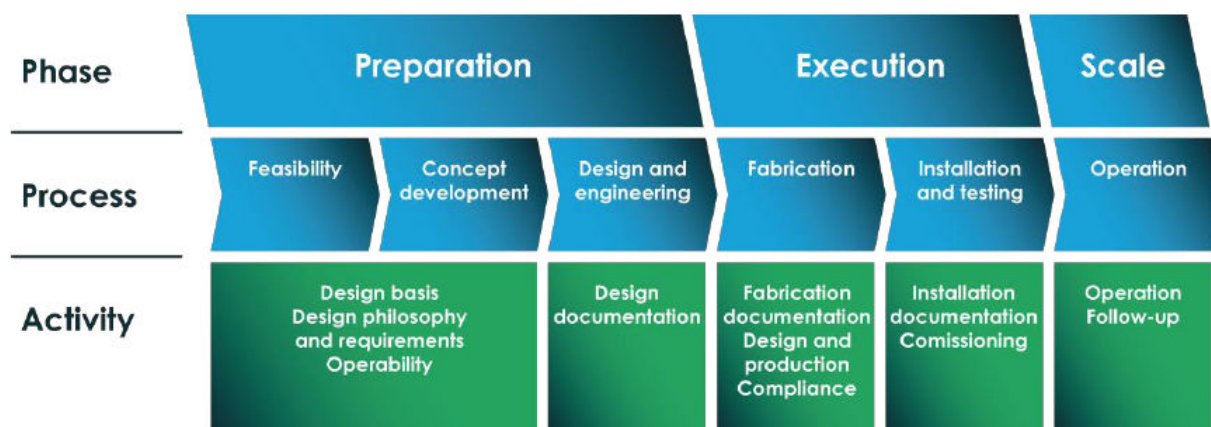 Phase
Preparation
Execution
Scale
Process
Feasibility
Concept
development
Design and
engineering
Fabrication
Installation
and testing
Operation
Activity
Design basis
Design philosophy
and requirements
Operability
Design
documentation
Fabrication
documentation
Design and
production
Compliance
Installation
documentation
Comissioning
Operation
Follow-up